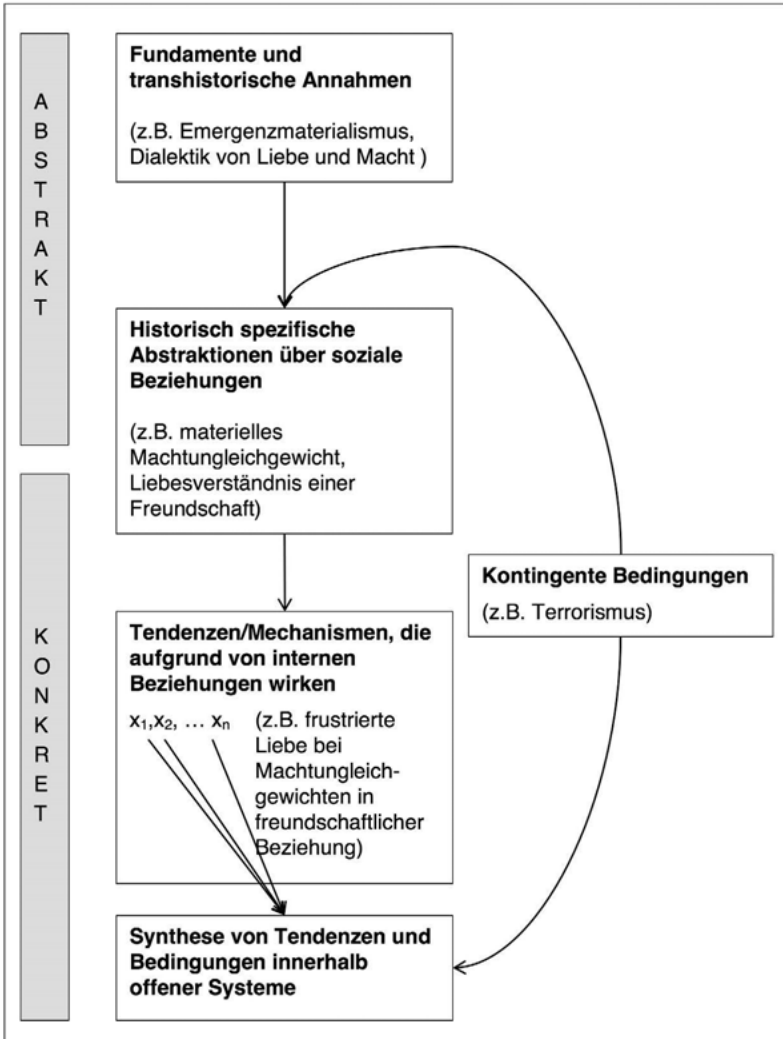 ABSTRAKT
Fundamente und
transhistorische Annahmen
(z.B. Emergenzmaterialismus,
Dialektik von Liebe und Macht )
Historisch spezifische
Abstraktionen über soziale
Beziehungen
(z.B. materielles
Machtungleichgewicht,
Liebesverständnis einer
Freundschaft)
Kontingente Bedingungen
(z.B. Terrorismus)
KONKRET
Tendenzen/Mechanismen, die
aufgrund von internen
Beziehungen wirken
x₁,x₂, … xₙ (z.B. frustrierte
Liebe bei
Machtungleich-
gewichten in
freundschaftlicher
Beziehung)
Synthese von Tendenzen und
Bedingungen innerhalb
offener Systeme